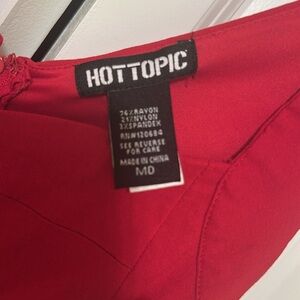 HOTTOPIC
76%RAYON
21%NYLON
3%SPANDEX
RN#120684
SEE REVERSE
FOR CARE
MADE IN CHINA
MD